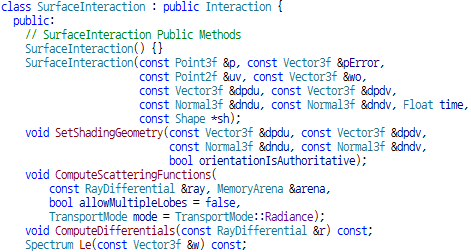 class SurfaceInteraction : public Interaction {
public:
// SurfaceInteraction Public Methods
SurfaceInteraction() {}
SurfaceInteraction(const Point3f &p, const Vector3f &pError,
const Point2f &uv, const Vector3f &wo,
const Vector3f &dpdu, const Vector3f &dpdv,
const Normal3f &dndu, const Normal3f &dndv, Float time,
const Shape *sh);
void SetShadingGeometry(const Vector3f &dpdu, const Vector3f &dpdv,
const Normal3f &dndu, const Normal3f &dndv,
bool orientationIsAuthoritative);
void ComputeScatteringFunctions(
const RayDifferential &ray, MemoryArena &arena,
bool allowMultipleLobes = false,
TransportMode mode = TransportMode::Radiance);
void ComputeDifferentials(const RayDifferential &r) const;
Spectrum Le(const Vector3f &w) const;